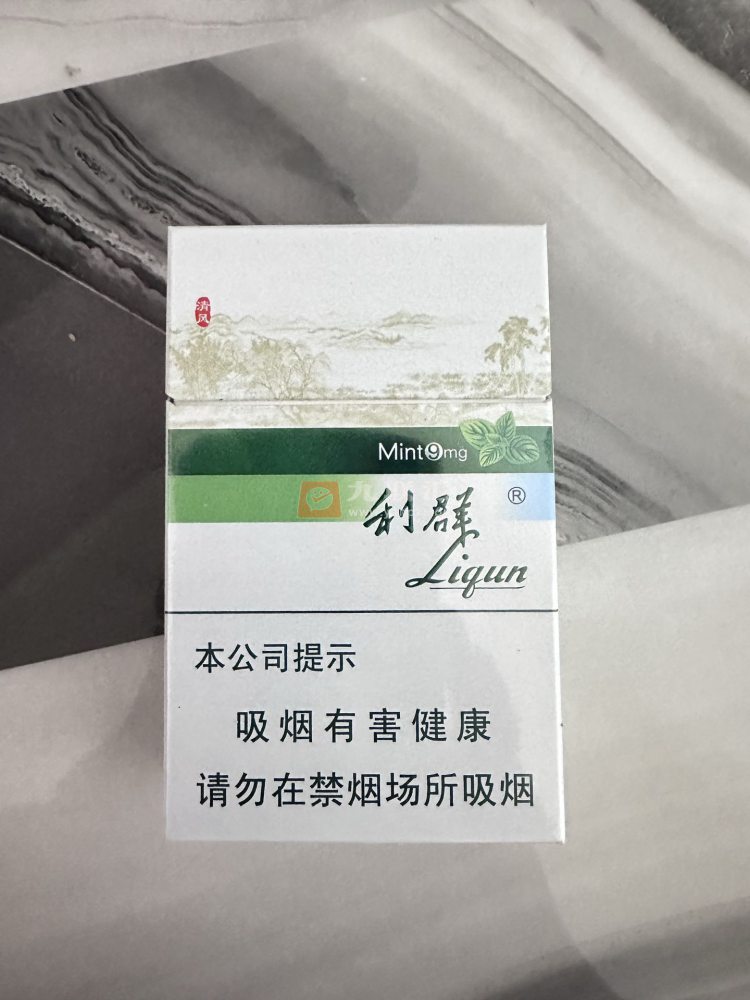 清风
Mint9mg
利群®
Liqun
本公司提示
吸烟有害健康
请勿在禁烟场所吸烟